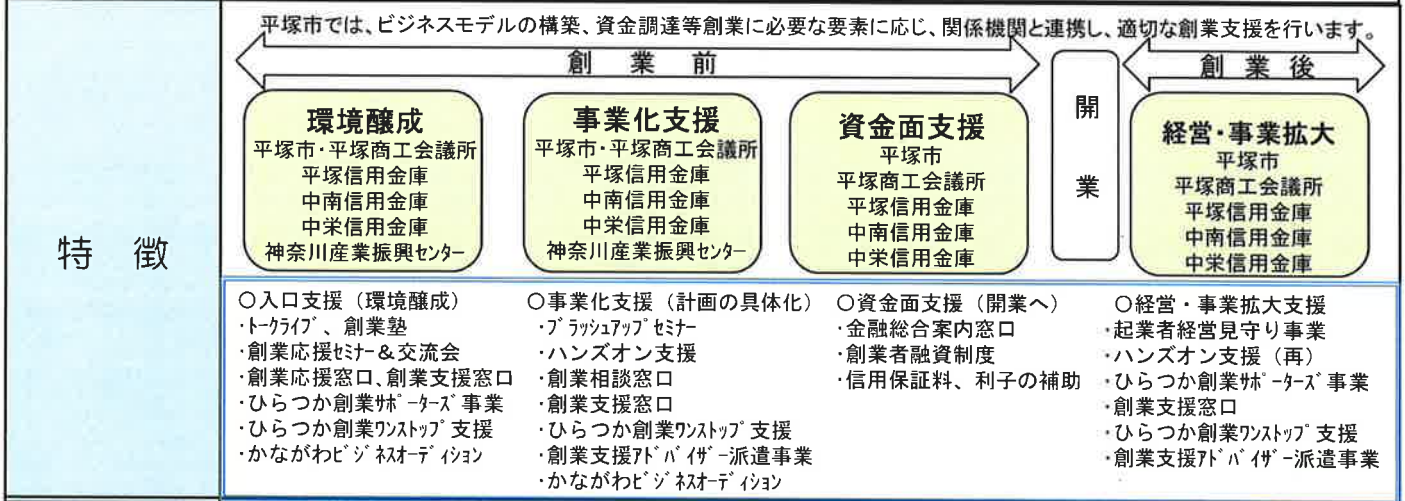 特 徴
平塚市では、ビジネスモデルの構築、資金調達等創業に必要な要素に応じ、関係機関と連携し、適切な創業支援を行います。
創 業 前
開業
創 業 後
環境醸成
平塚市・平塚商工会議所
平塚信用金庫
中南信用金庫
中栄信用金庫
神奈川産業振興センター
事業化支援
平塚市・平塚商工会議所
平塚信用金庫
中南信用金庫
中栄信用金庫
神奈川産業振興センター
資金面支援
平塚市
平塚商工会議所
平塚信用金庫
中南信用金庫
中栄信用金庫
経営・事業拡大
平塚市
平塚商工会議所
平塚信用金庫
中南信用金庫
中栄信用金庫
○入口支援（環境醸成）
・ﾄｰｸﾗｲﾌﾞ、創業塾
・創業応援ｾﾐﾅｰ＆交流会
・創業応援窓口、創業支援窓口
・ひらつか創業ｻﾎﾟｰﾀｰｽﾞ事業
・ひらつか創業ﾜﾝｽﾄｯﾌﾟ支援
・かながわﾋﾞｼﾞﾈｽｵｰﾃﾞｨｼｮﾝ
○事業化支援（計画の具体化）
・ﾌﾞﾗｯｼｭｱｯﾌﾟｾﾐﾅｰ
・ハンズオン支援
・創業相談窓口
・創業支援窓口
・ひらつか創業ﾜﾝｽﾄｯﾌﾟ支援
・創業支援ｱﾄﾞﾊﾞｲｻﾞｰ派遣事業
・かながわﾋﾞｼﾞﾈｽｵｰﾃﾞｨｼｮﾝ
○資金面支援（開業へ）
・金融総合案内窓口
・創業者融資制度
・信用保証料、利子の補助
○経営・事業拡大支援
・起業者経営見守り事業
・ハンズオン支援（再）
・ひらつか創業ｻﾎﾟｰﾀｰｽﾞ事業
・創業支援窓口
・ひらつか創業ﾜﾝｽﾄｯﾌﾟ支援
・創業支援ｱﾄﾞﾊﾞｲｻﾞｰ派遣事業